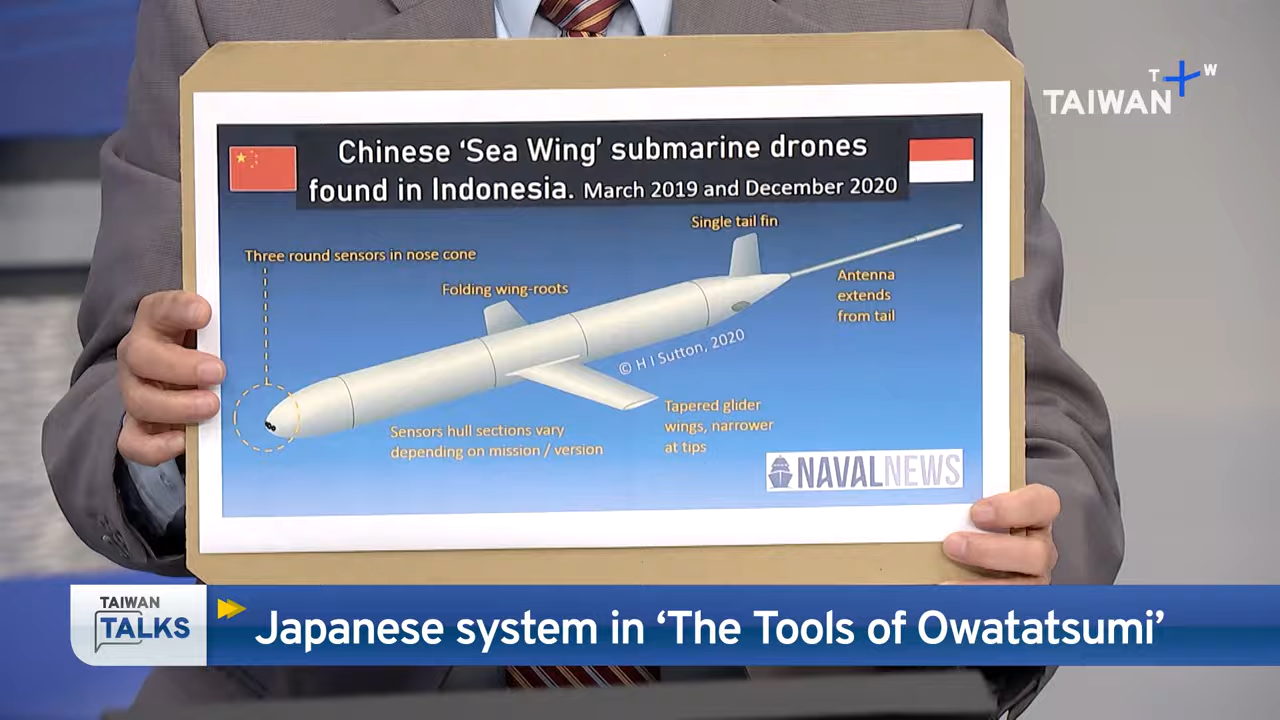 T W
TAIWAN
Chinese ‘Sea Wing’ submarine drones
found in Indonesia. March 2019 and December 2020
Single tail fin
Three round sensors in nose cone
Folding wing-roots
Antenna
extends
from tail
© H I Sutton, 2020
Tapered glider
wings, narrower
at tips
Sensors hull sections vary
depending on mission / version
NAVALNEWS
TAIWAN
TALKS
Japanese system in ‘The Tools of Owatatsumi’